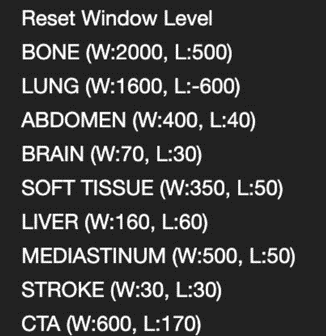 Reset Window Level
BONE (W:2000, L:500)
LUNG (W:1600, L:-600)
ABDOMEN (W:400, L:40)
BRAIN (W:70, L:30)
SOFT TISSUE (W:350, L:50)
LIVER (W:160, L:60)
MEDIASTINUM (W:500, L:50)
STROKE (W:30, L:30)
CTA (W:600, L:170)